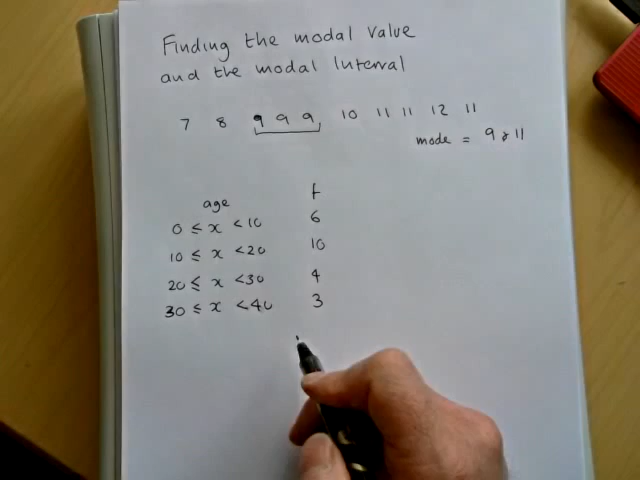 Finding the modal value
and the modal Interval
7 8 9 9 9 10 11 11 12 11
mode = 9 & 11
age f
0 ≤ x < 10 6
10 ≤ x < 20 10
20 ≤ x < 30 4
30 ≤ x < 40 3